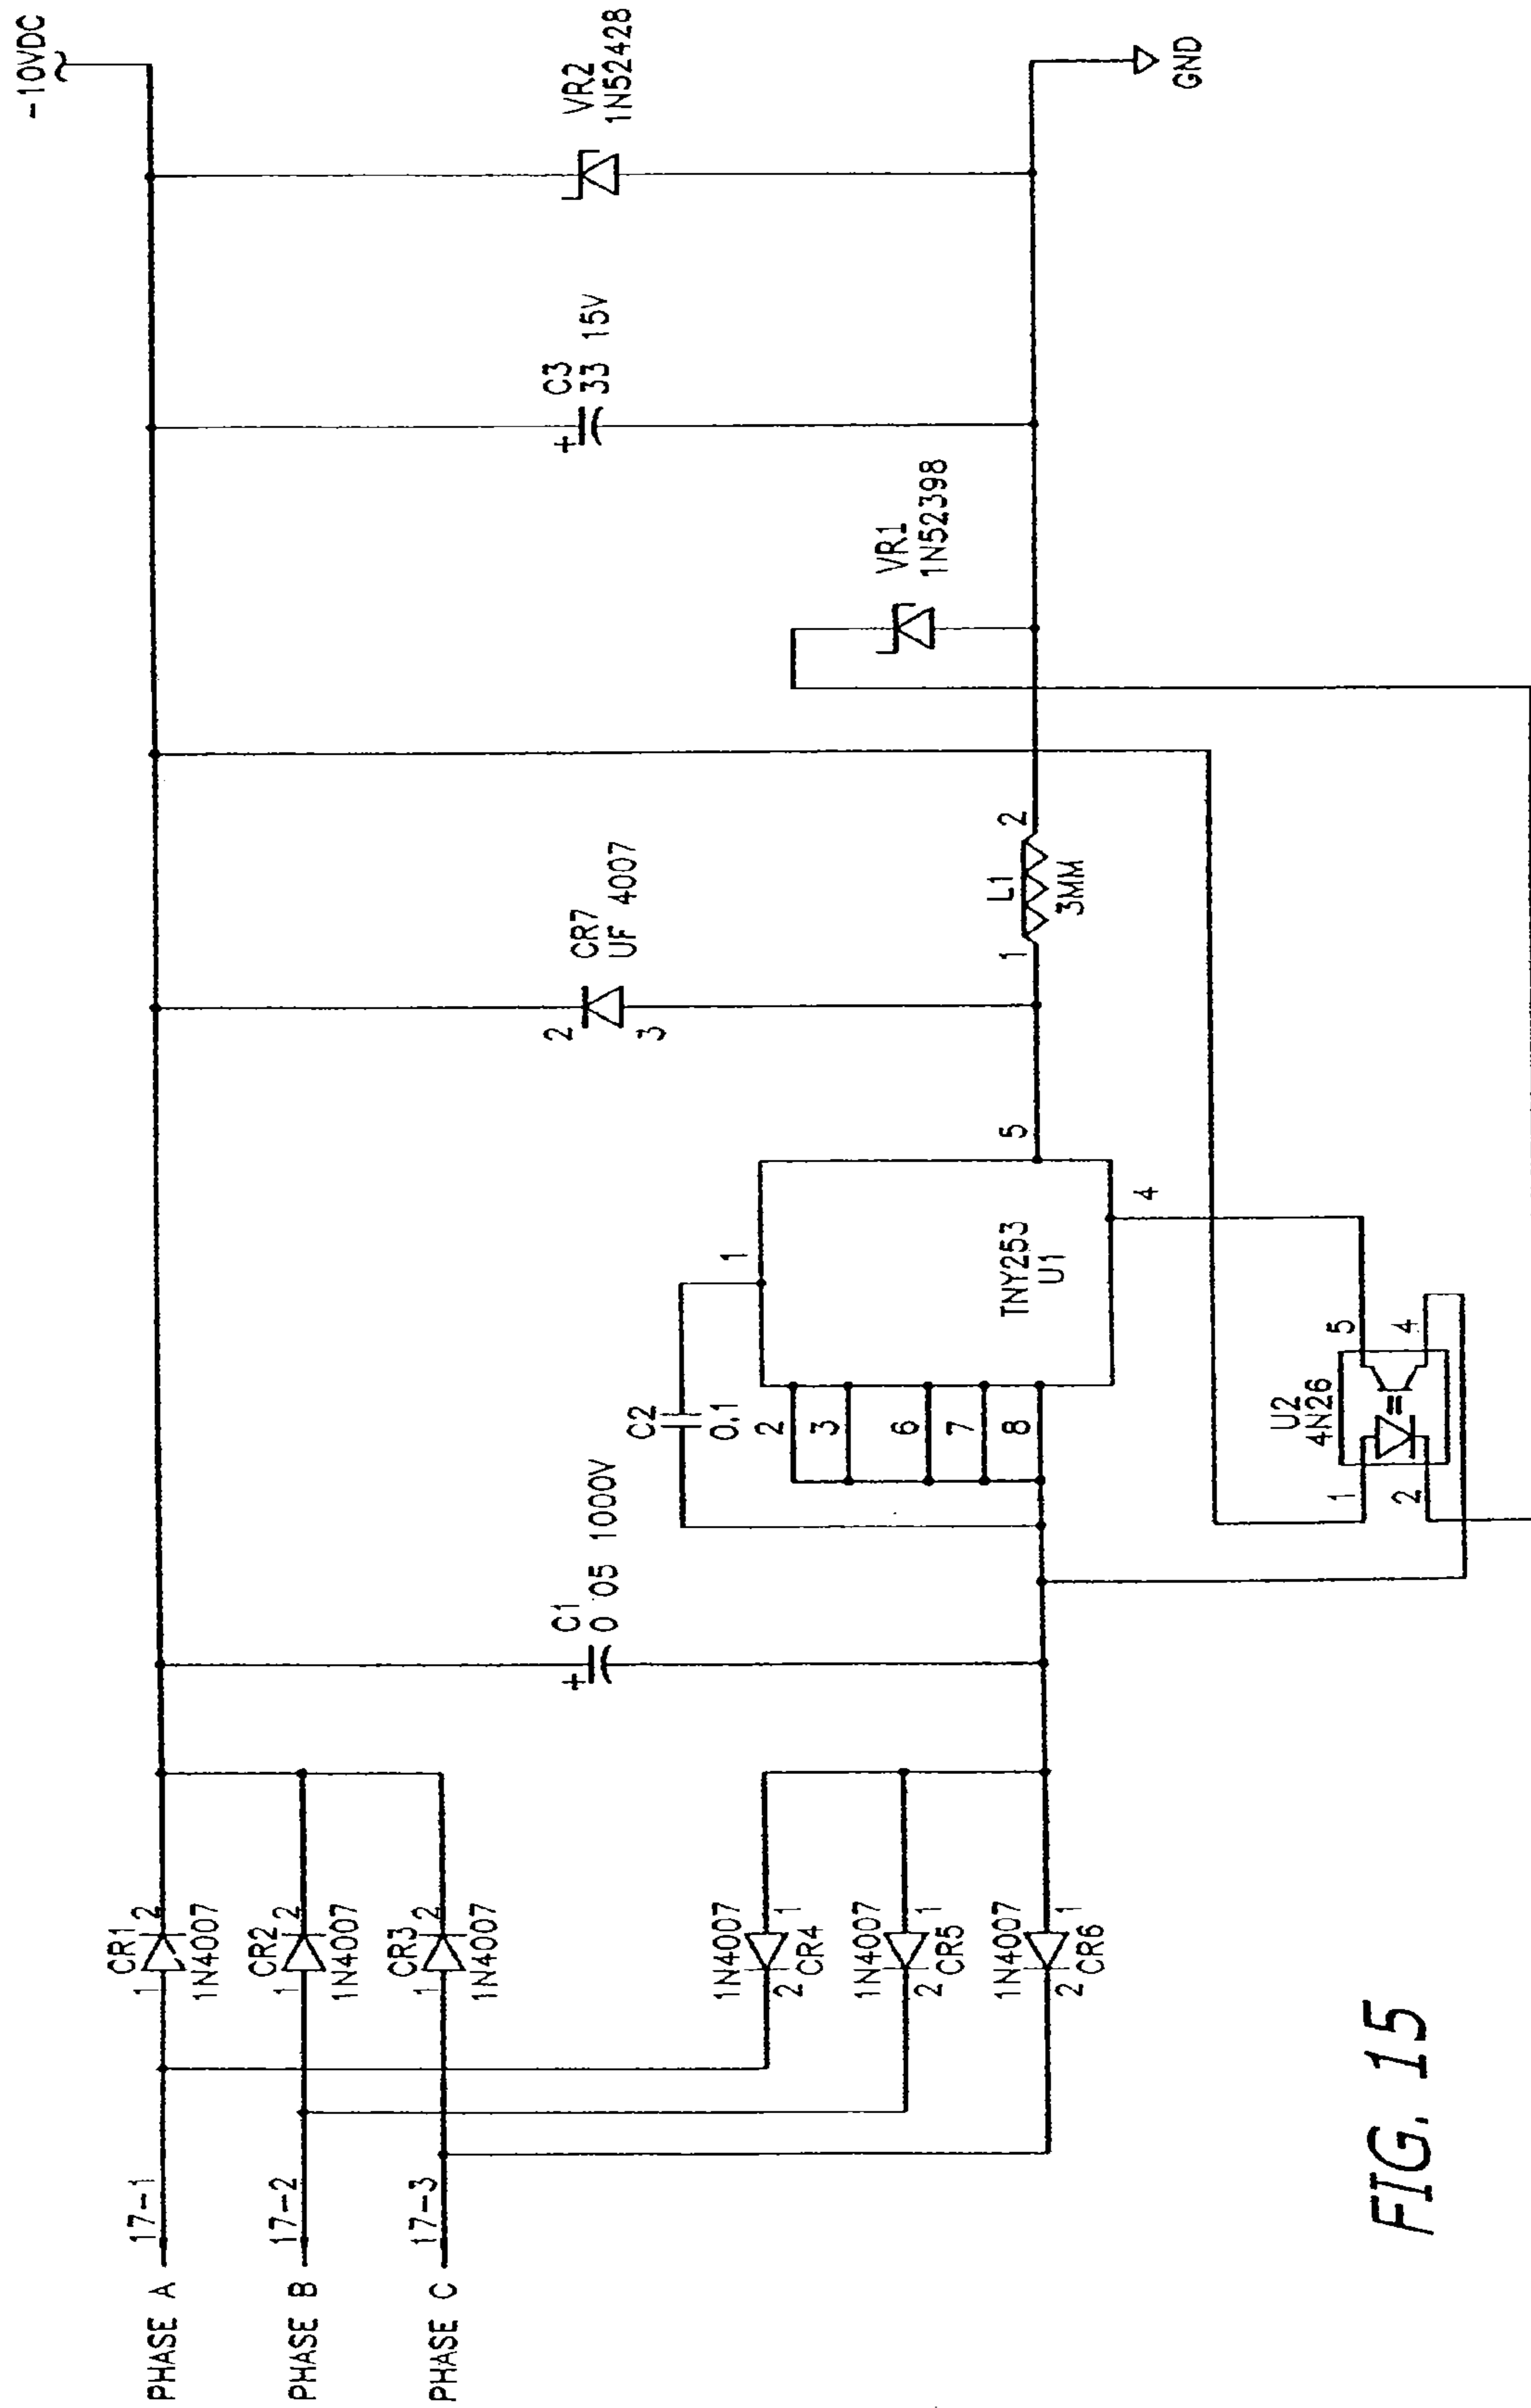 PHASE A
17-1
PHASE B
17-2
PHASE C
17-3
CR1
1
2
1N4007
CR2
1
2
1N4007
CR3
1
2
1N4007
1N4007
2
1
CR4
1N4007
2
1
CR5
1N4007
2
1
CR6
+
C1
0 05 1000V
C2
0.1
2
3
6
7
8
1
TNY253
U1
5
4
U2
4N26
1
2
5
4
CR7
UF 4007
2
3
L1
1
2
3MM
VR1
1N52398
+
C3
33 15V
VR2
1N52428
-10VDC
GND
FIG. 15